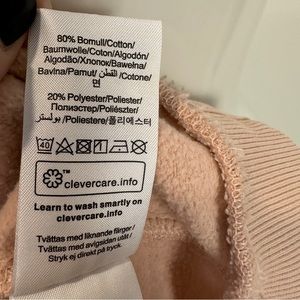 80% Bomull/Cotton/
Baumwolle/Coton/Algodón/
Algodão/Хлопок/Bawełna/
Bavlna/Pamut/القطن/Cotone/
면
20% Polyester/Poliester/
Полиэстер/Poliéster/
بوليستر/Poliestere/폴리에스터
40
™
clevercare.info
Learn to wash smartly on
clevercare.info
Tvättas med liknande färger/
Tvättas med avigsidan utåt/
Stryk ej direkt på tryck.